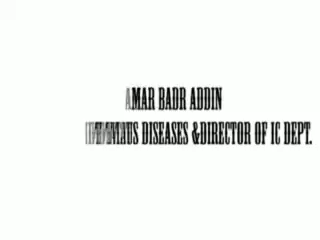 AMAR BADR ADDIN
DISEASES &DIRECTOR OF IC DEPT.